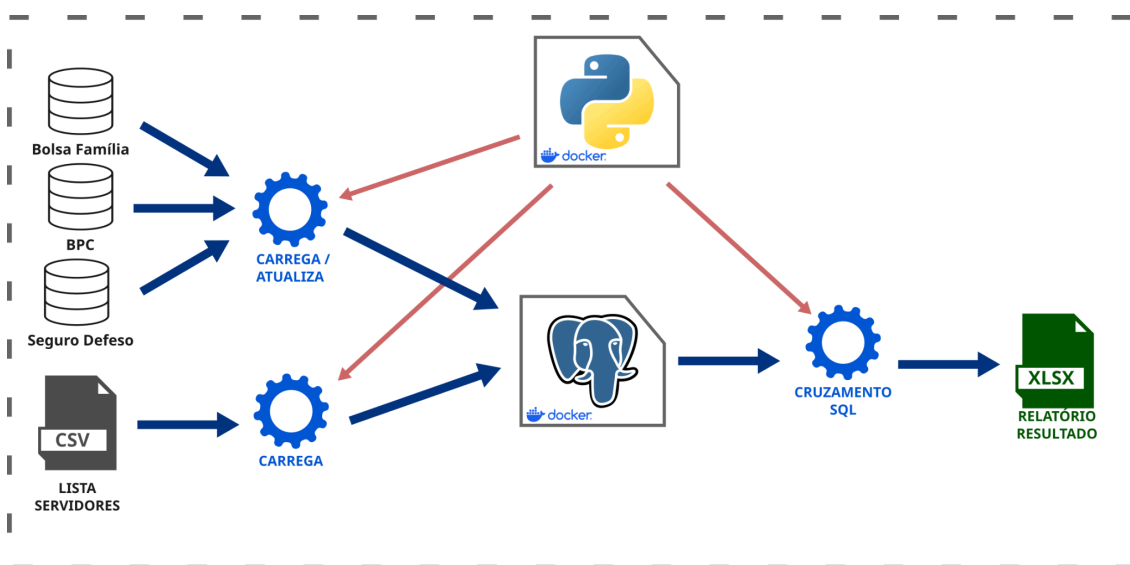 Bolsa Família
BPC
Seguro Defeso
CSV
LISTA
SERVIDORES
CARREGA /
ATUALIZA
CARREGA
docker
docker
CRUZAMENTO
SQL
XLSX
RELATÓRIO
RESULTADO